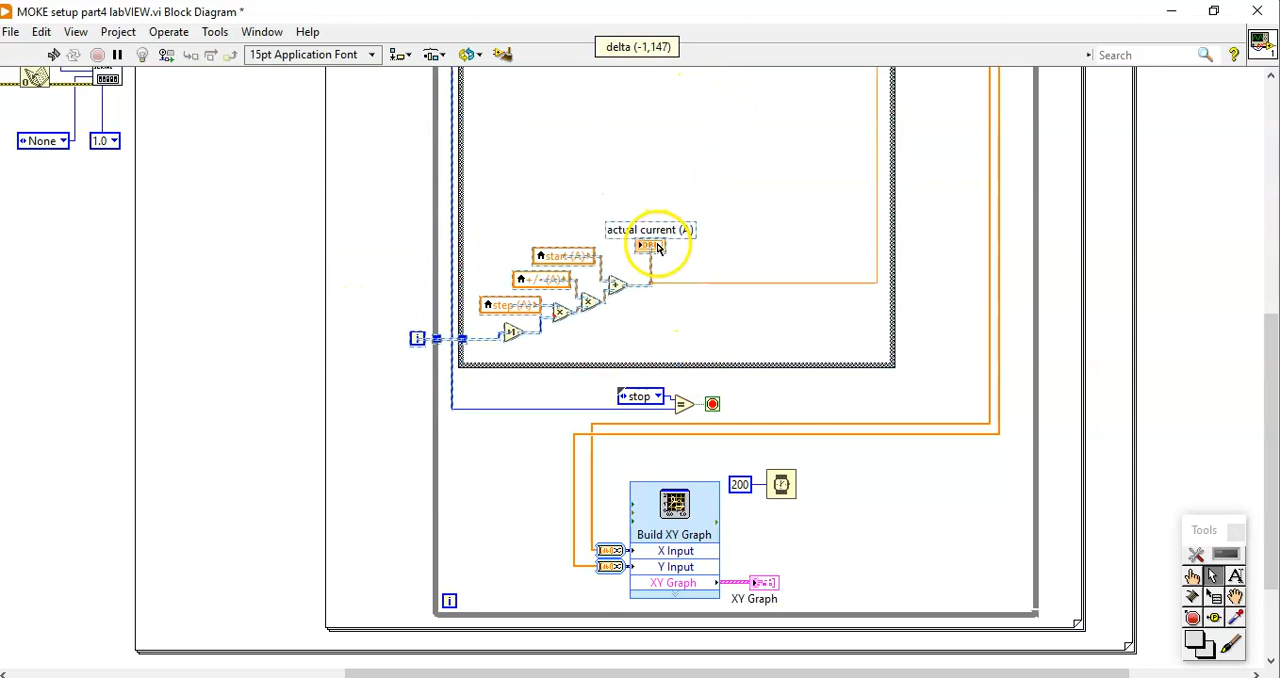 MOKE setup part4 labVIEW.vi Block Diagram *
File Edit View Project Operate Tools Window Help
15pt Application Font
delta (-1,147)
Search
None
1.0
actual current (A)
start (A)
+/- (A)
step (A)
i
+1
stop
200
Build XY Graph
X Input
Y Input
XY Graph
XY Graph
i
Tools